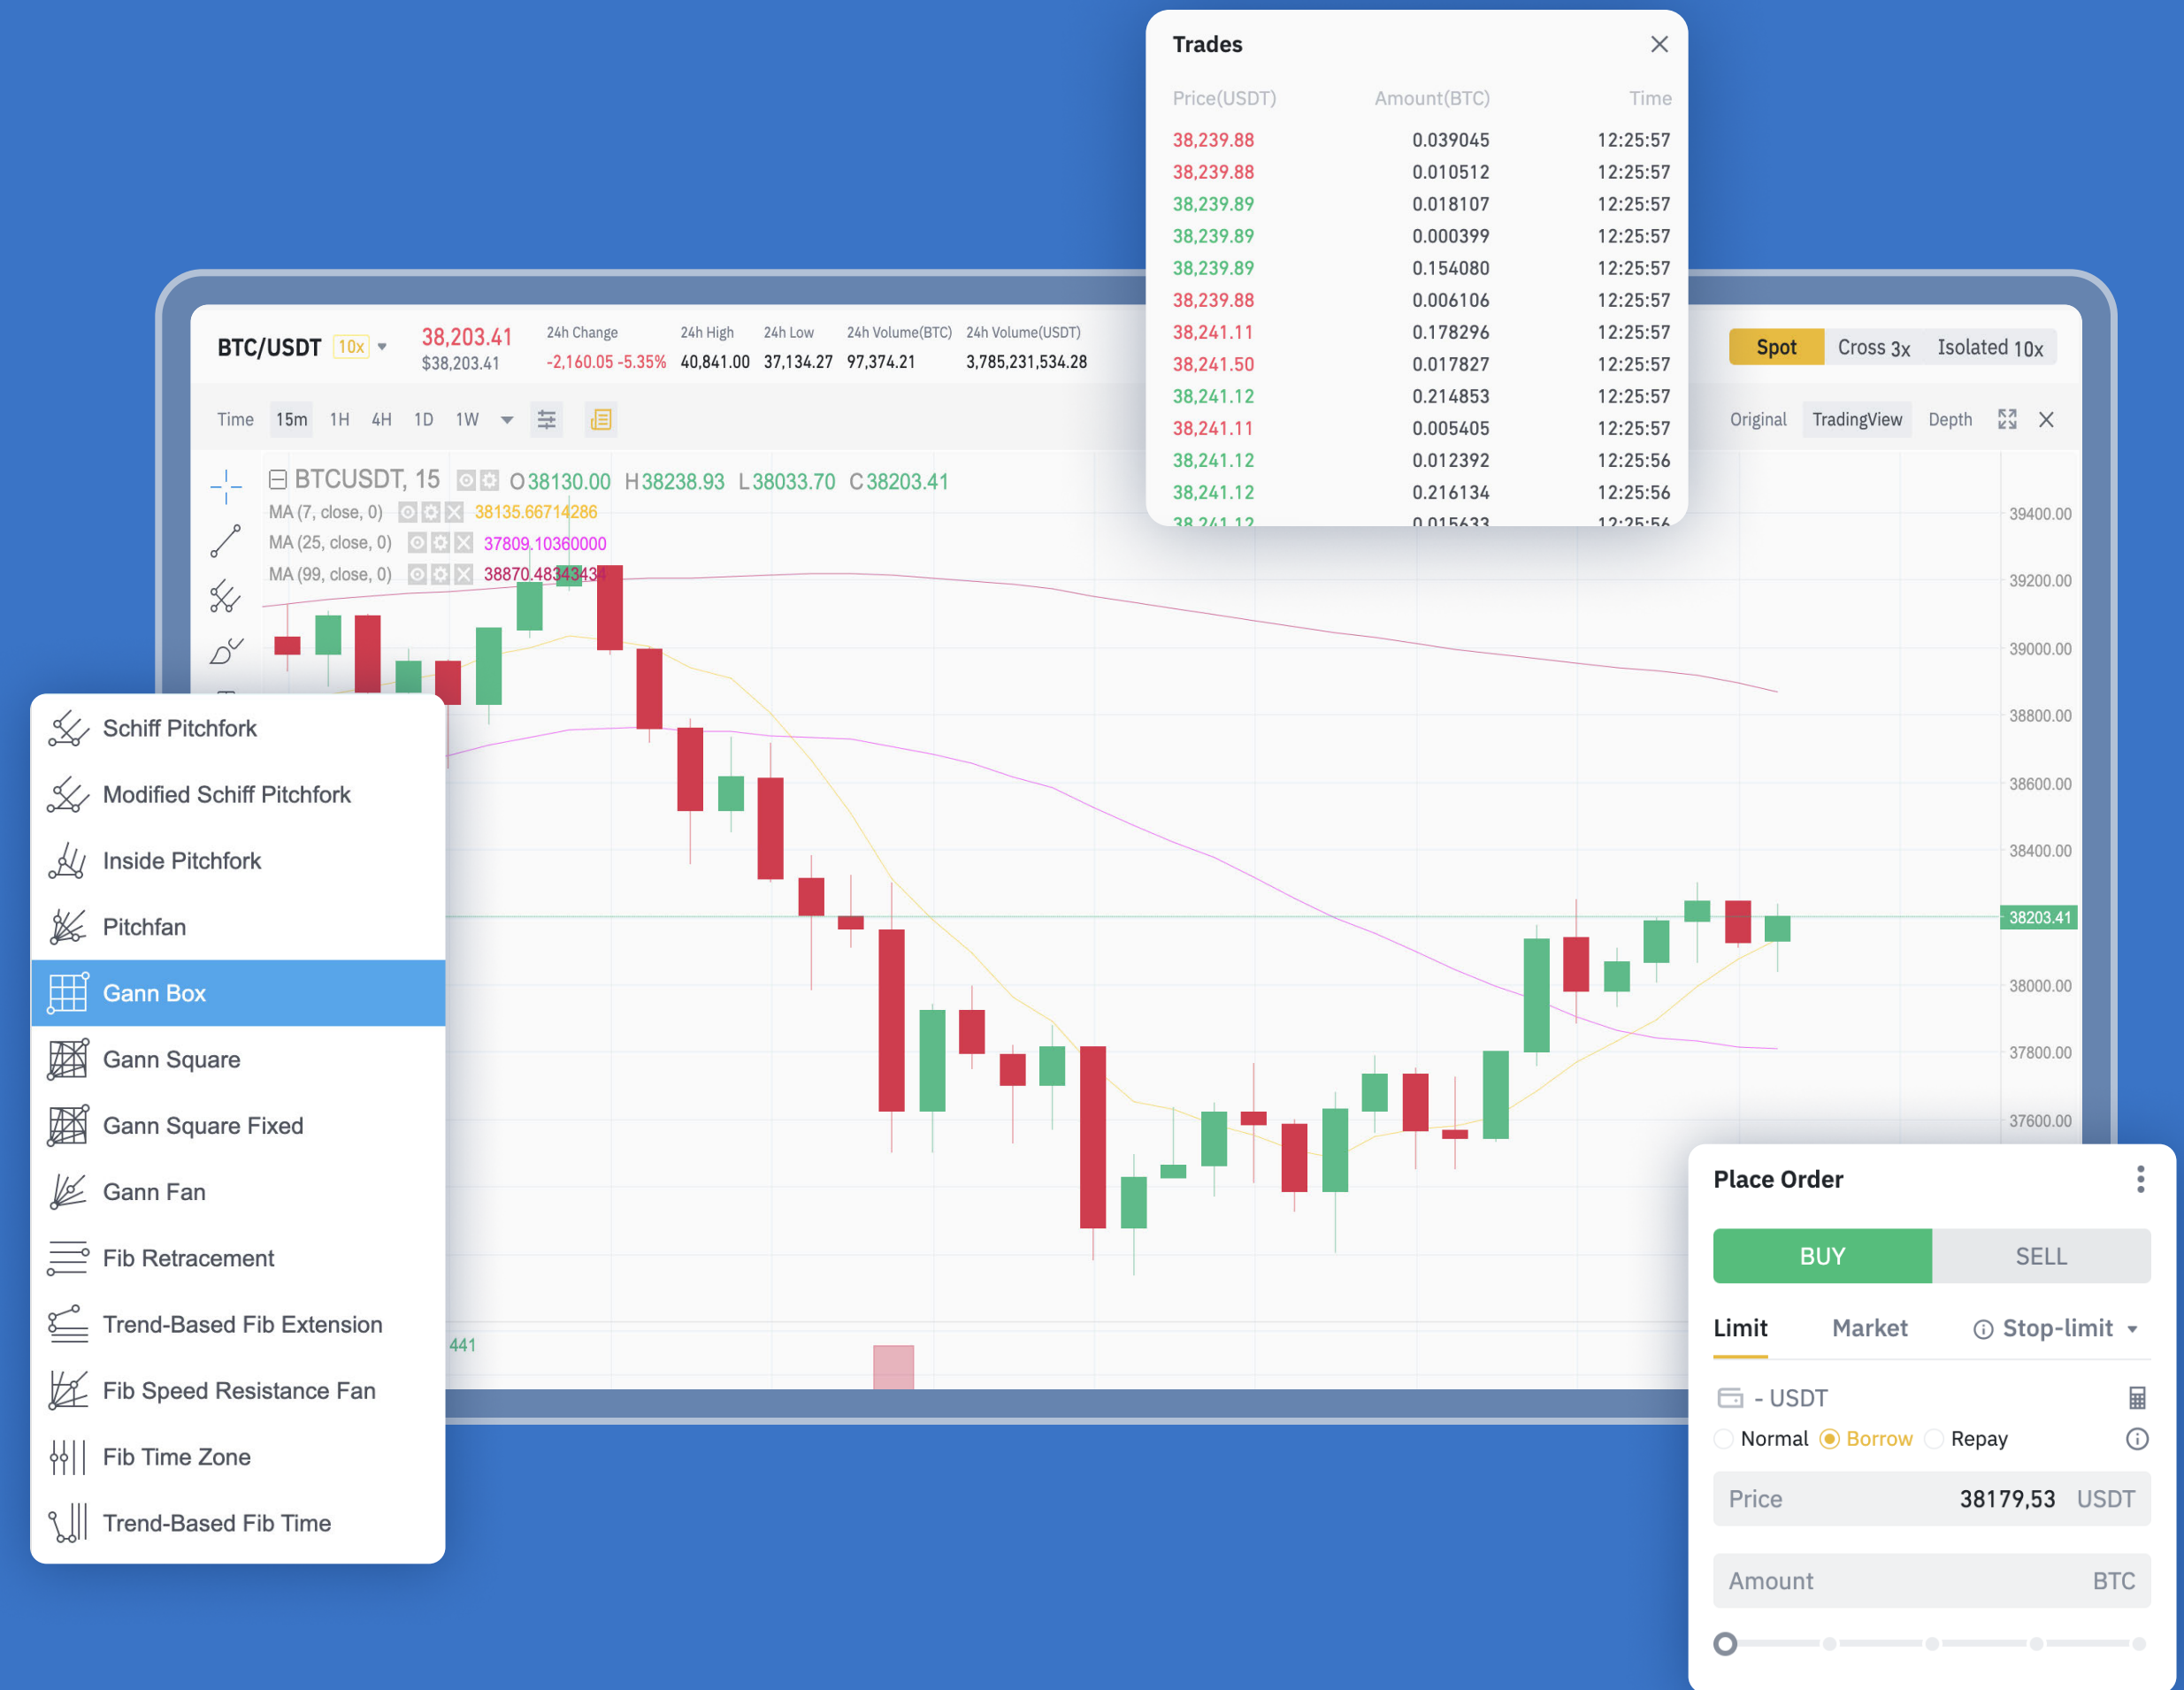 Trades
Price(USDT) Amount(BTC) Time
38,239.88 0.039045 12:25:57
38,239.88 0.010512 12:25:57
38,239.89 0.018107 12:25:57
38,239.89 0.000399 12:25:57
38,239.89 0.154080 12:25:57
38,239.88 0.006106 12:25:57
38,241.11 0.178296 12:25:57
38,241.50 0.017827 12:25:57
38,241.12 0.214853 12:25:57
38,241.11 0.005405 12:25:57
38,241.12 0.012392 12:25:56
38,241.12 0.216134 12:25:56
38,241.12 0.015633 12:25:56
BTC/USDT 10x
38,203.41
$38,203.41
24h Change
-2,160.05 -5.35%
24h High
40,841.00
24h Low
37,134.27
24h Volume(BTC)
97,374.21
24h Volume(USDT)
3,785,231,534.28
Spot Cross 3x Isolated 10x
Time 15m 1H 4H 1D 1W
Original TradingView Depth
BTCUSDT, 15 O38130.00 H38238.93 L38033.70 C38203.41
MA (7, close, 0) 38135.66714286
MA (25, close, 0) 37809.10360000
MA (99, close, 0) 38870.48343434
39400.00
39200.00
39000.00
38800.00
38600.00
38400.00
38203.41
38000.00
37800.00
37600.00
441
Schiff Pitchfork
Modified Schiff Pitchfork
Inside Pitchfork
Pitchfan
Gann Box
Gann Square
Gann Square Fixed
Gann Fan
Fib Retracement
Trend-Based Fib Extension
Fib Speed Resistance Fan
Fib Time Zone
Trend-Based Fib Time
Place Order
BUY SELL
Limit Market Stop-limit
- USDT
Normal Borrow Repay
Price 38179,53 USDT
Amount BTC